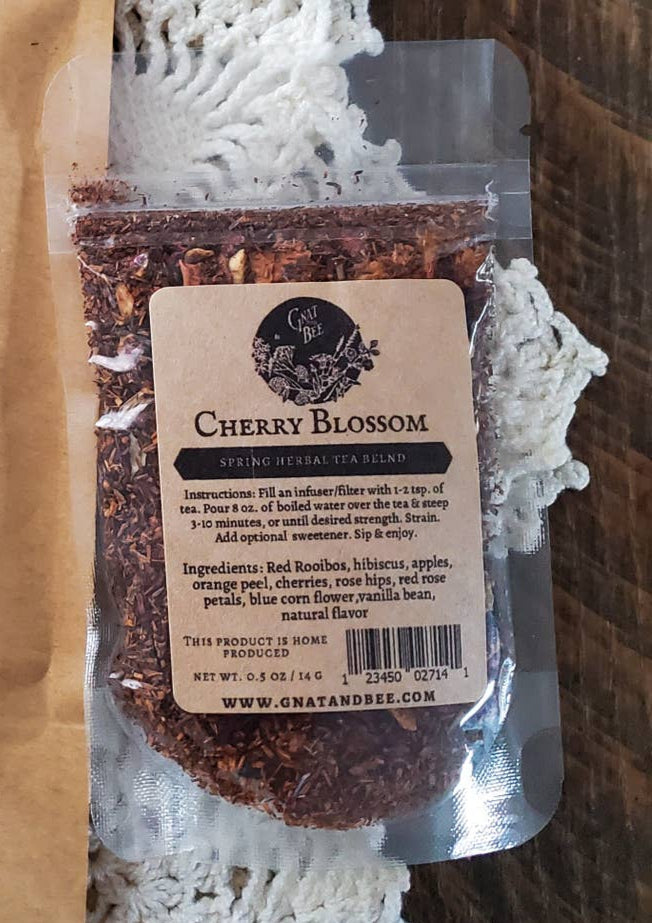 Gnat
Bee
Cherry Blossom
SPRING HERBAL TEA BELND
Instructions: Fill an infuser/filter with 1-2 tsp. of
tea. Pour 8 oz. of boiled water over the tea & steep
3-10 minutes, or until desired strength. Strain.
Add optional sweetener. Sip & enjoy.
Ingredients: Red Rooibos, hibiscus, apples,
orange peel, cherries, rose hips, red rose
petals, blue corn flower,vanilla bean,
natural flavor
This product is home
produced
Net wt. 0.5 oz / 14 g
1 23450 02714 1
www.gnatandbee.com